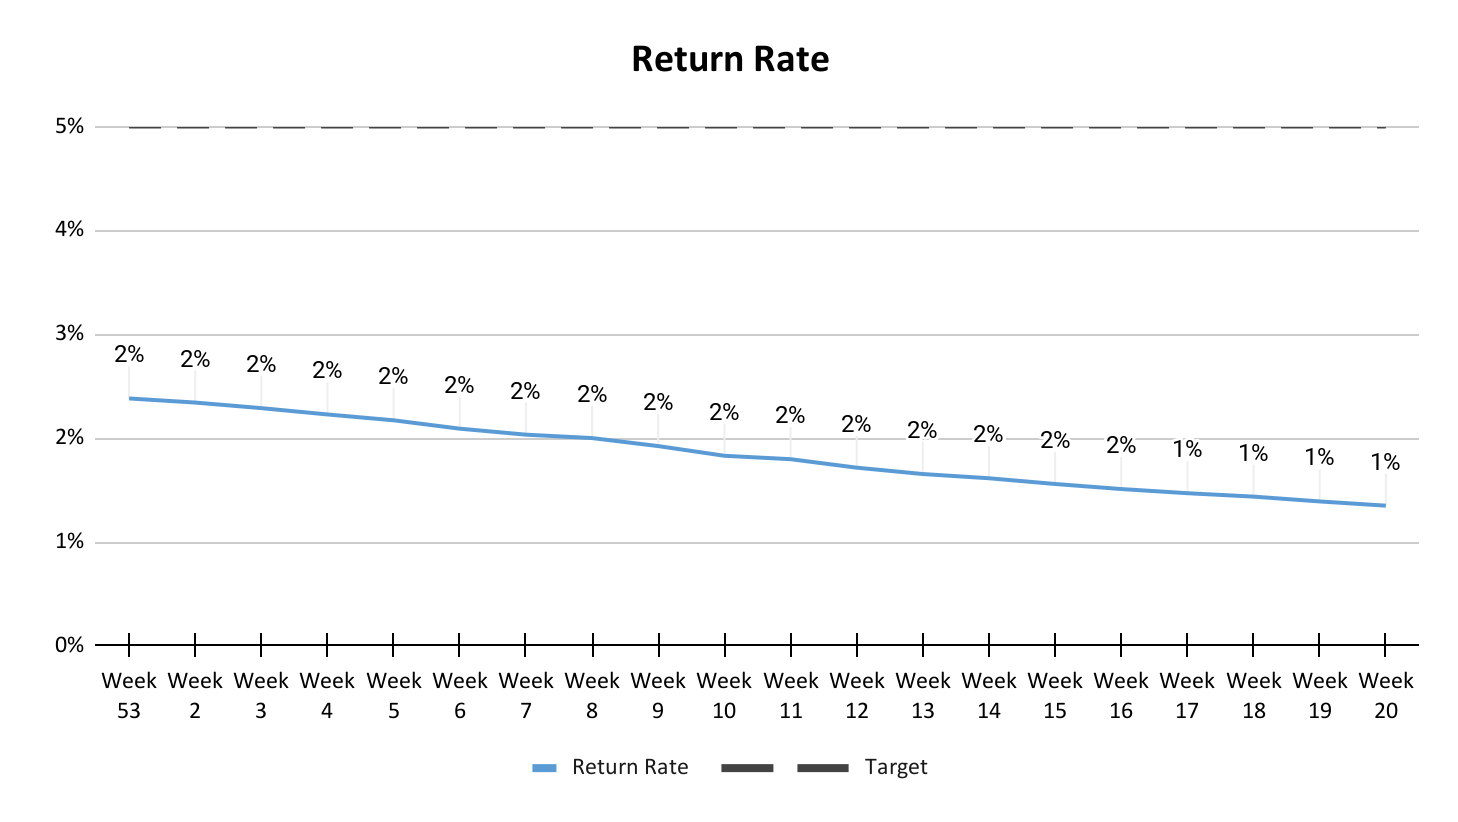 Return Rate
5%
4%
3%
2%
1%
0%
2% 2% 2% 2% 2% 2% 2% 2% 2% 2% 2% 2% 2% 2% 2% 2% 1% 1% 1% 1%
Week Week Week Week Week Week Week Week Week Week Week Week Week Week Week Week Week Week Week Week
53 2 3 4 5 6 7 8 9 10 11 12 13 14 15 16 17 18 19 20
Return Rate Target